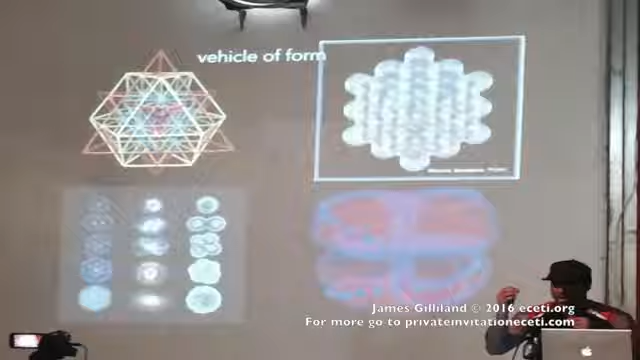 vehicle of form
James Gilliland © 2016 eceti.org
For more go to privateinvitationeceti.com